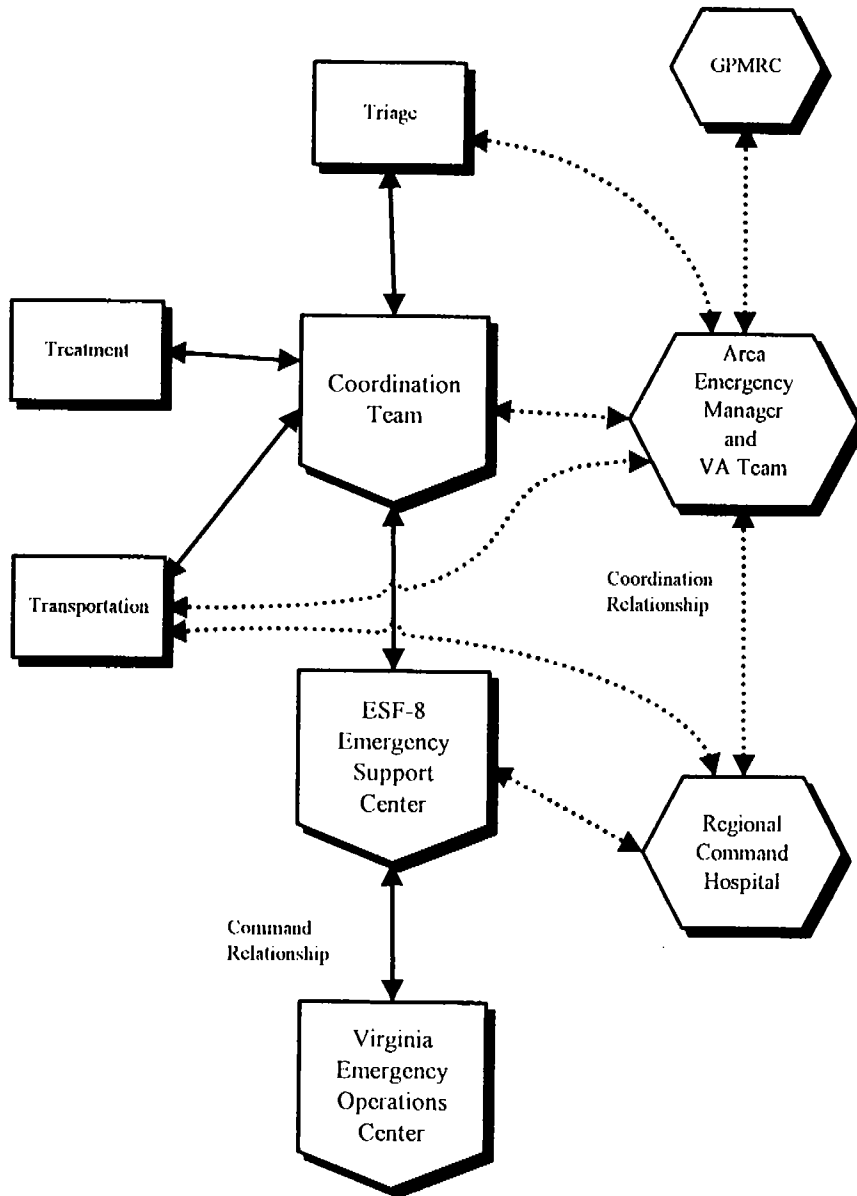 GPMRC
Triage
Treatment
Coordination
Team
Area
Emergency
Manager
and
VA Team
Transportation
Coordination
Relationship
ESF-8
Emergency
Support
Center
Regional
Command
Hospital
Command
Relationship
Virginia
Emergency
Operations
Center